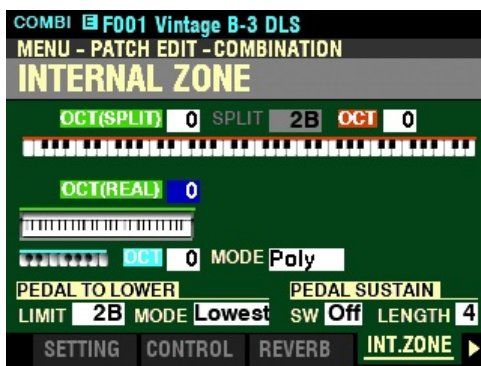 COMBI E F001 Vintage B-3 DLS
MENU - PATCH EDIT - COMBINATION
INTERNAL ZONE
OCT(SPLIT) 0 SPLIT 2B OCT 0
OCT(REAL) 0
OCT 0 MODE Poly
PEDAL TO LOWER PEDAL SUSTAIN
LIMIT 2B MODE Lowest SW Off LENGTH 4
SETTING CONTROL REVERB INT.ZONE